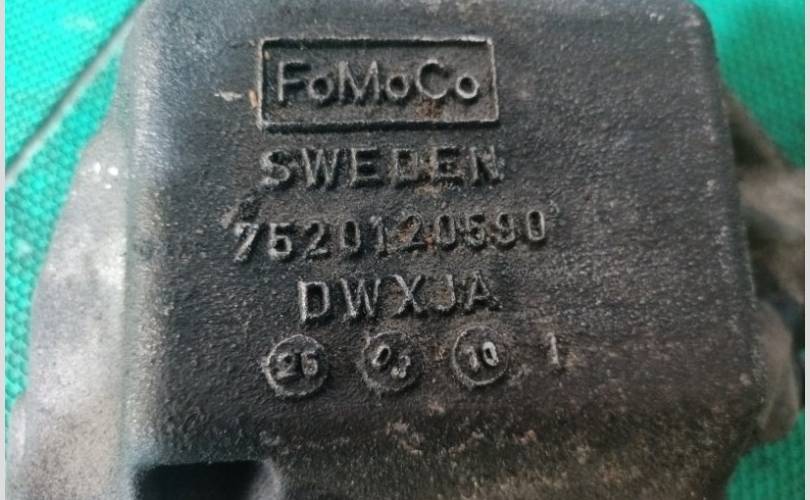 FoMoCo
SWEDEN
7520120590
DWXJA
26 03 10 1